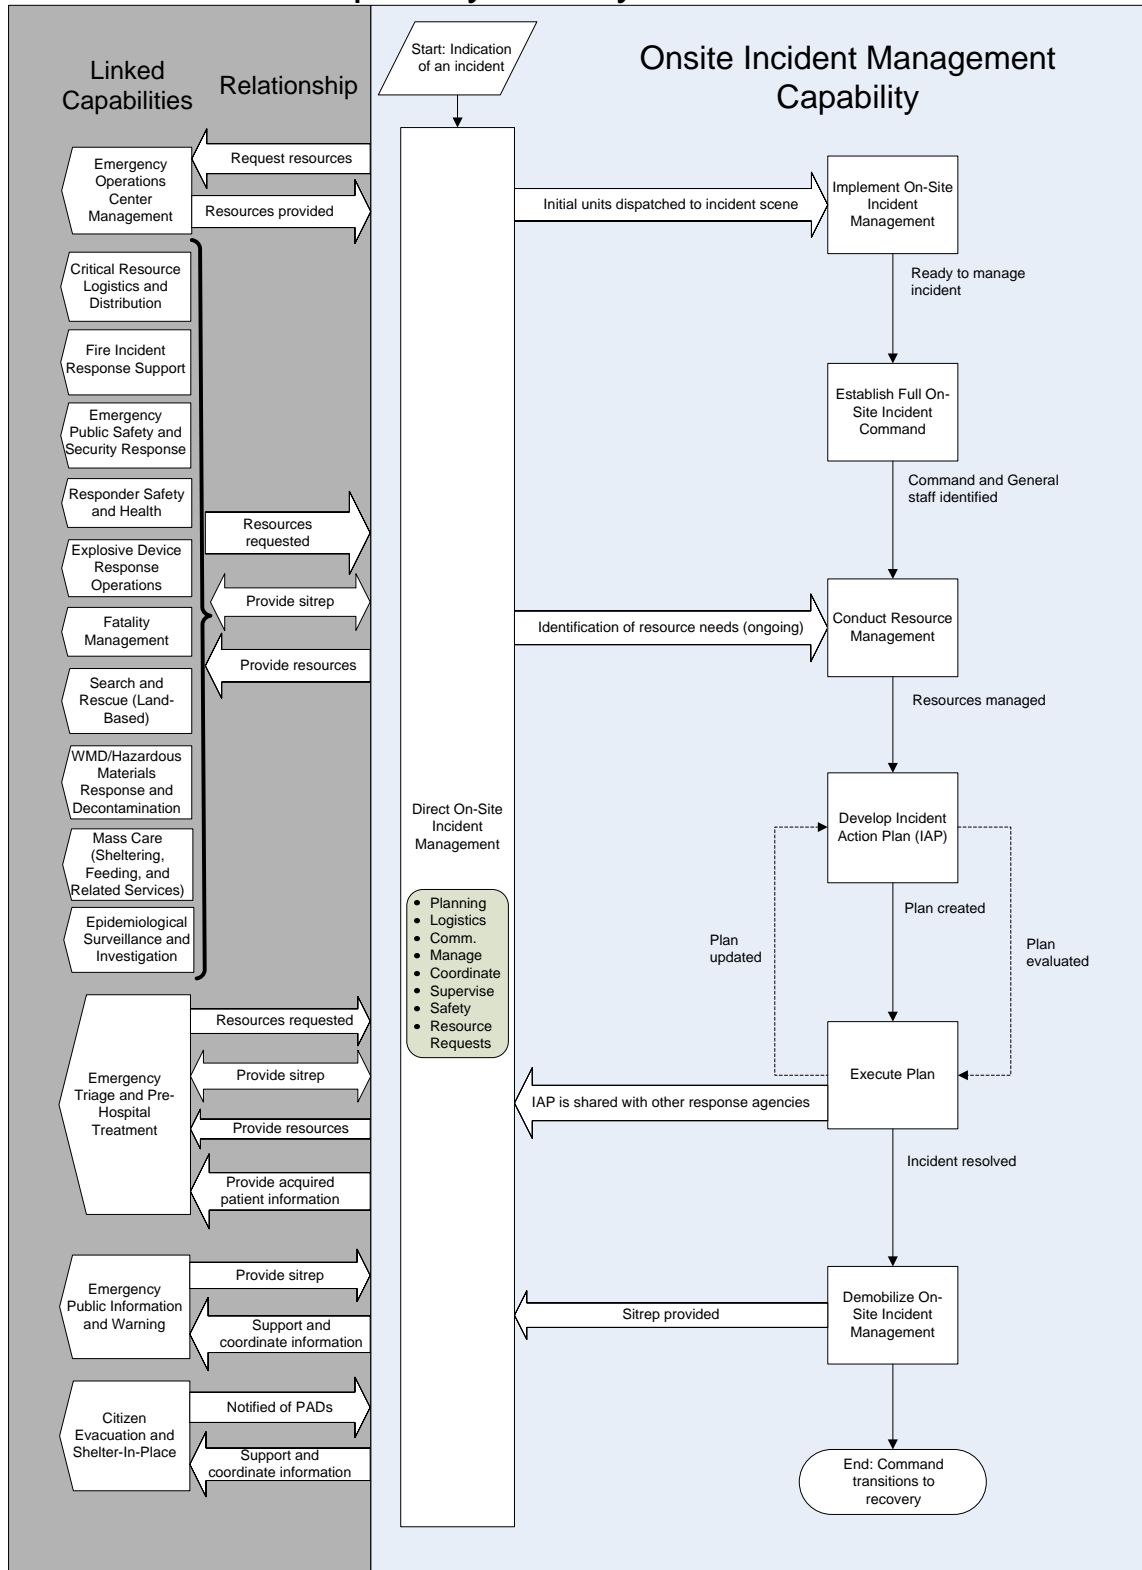 Linked
Capabilities
Relationship
Start: Indication
of an incident
Onsite Incident Management
Capability
Emergency
Operations
Center
Management
Request resources
Resources provided
Initial units dispatched to incident scene
Implement On-Site
Incident
Management
Critical Resource
Logistics and
Distribution
Ready to manage
incident
Fire Incident
Response Support
Establish Full On-
Site Incident
Command
Emergency
Public Safety and
Security Response
Command and General
staff identified
Responder Safety
and Health
Resources
requested
Explosive Device
Response
Operations
Provide sitrep
Fatality
Management
Identification of resource needs (ongoing)
Conduct Resource
Management
Provide resources
Search and
Rescue (Land-
Based)
Resources managed
WMD/Hazardous
Materials
Response and
Decontamination
Direct On-Site
Incident
Management
Develop Incident
Action Plan (IAP)
Mass Care
(Sheltering,
Feeding, and
Related Services)
Epidemiological
Surveillance and
Investigation
• Planning
• Logistics
• Comm.
• Manage
• Coordinate
• Supervise
• Safety
• Resource
Requests
Plan created
Plan
updated
Plan
evaluated
Emergency
Triage and Pre-
Hospital
Treatment
Resources requested
Provide sitrep
Provide resources
Provide acquired
patient information
Execute Plan
IAP is shared with other response agencies
Incident resolved
Emergency
Public Information
and Warning
Provide sitrep
Support and
coordinate information
Sitrep provided
Demobilize On-
Site Incident
Management
Citizen
Evacuation and
Shelter-In-Place
Notified of PADs
Support and
coordinate information
End: Command
transitions to
recovery